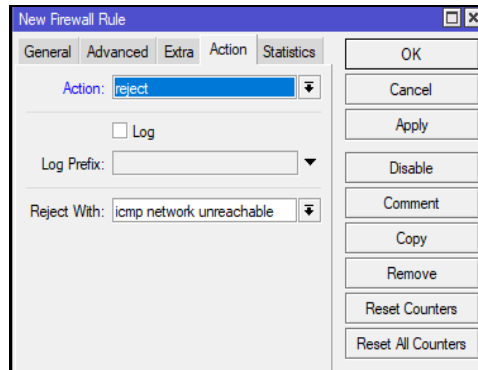 New Firewall Rule
General Advanced Extra Action Statistics
Action: reject
Log
Log Prefix:
Reject With: icmp network unreachable
OK
Cancel
Apply
Disable
Comment
Copy
Remove
Reset Counters
Reset All Counters